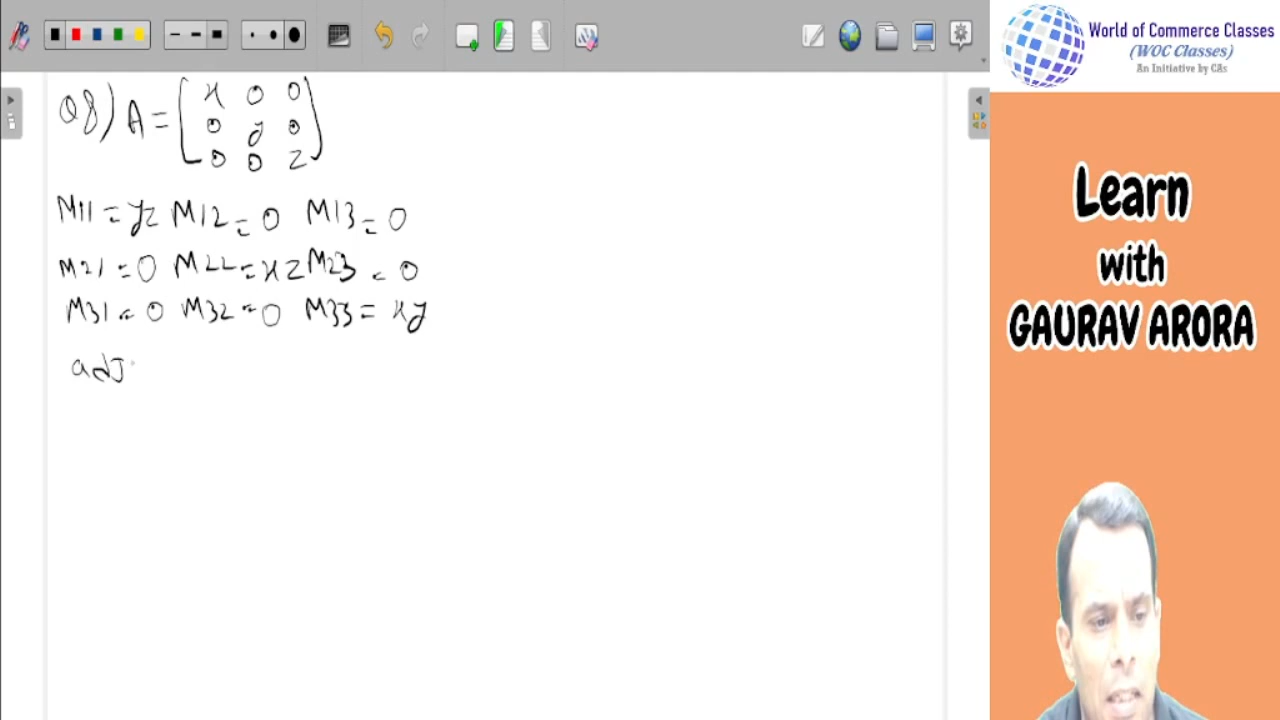 World of Commerce Classes
(WOC Classes)
An Initiative by CAs
Q8) A = [x 0 0
0 y 0
0 0 z]
M11 = yz M12 = 0 M13 = 0
M21 = 0 M22 = xz M23 = 0
M31 = 0 M32 = 0 M33 = xy
adJ
Learn
with
GAURAV ARORA